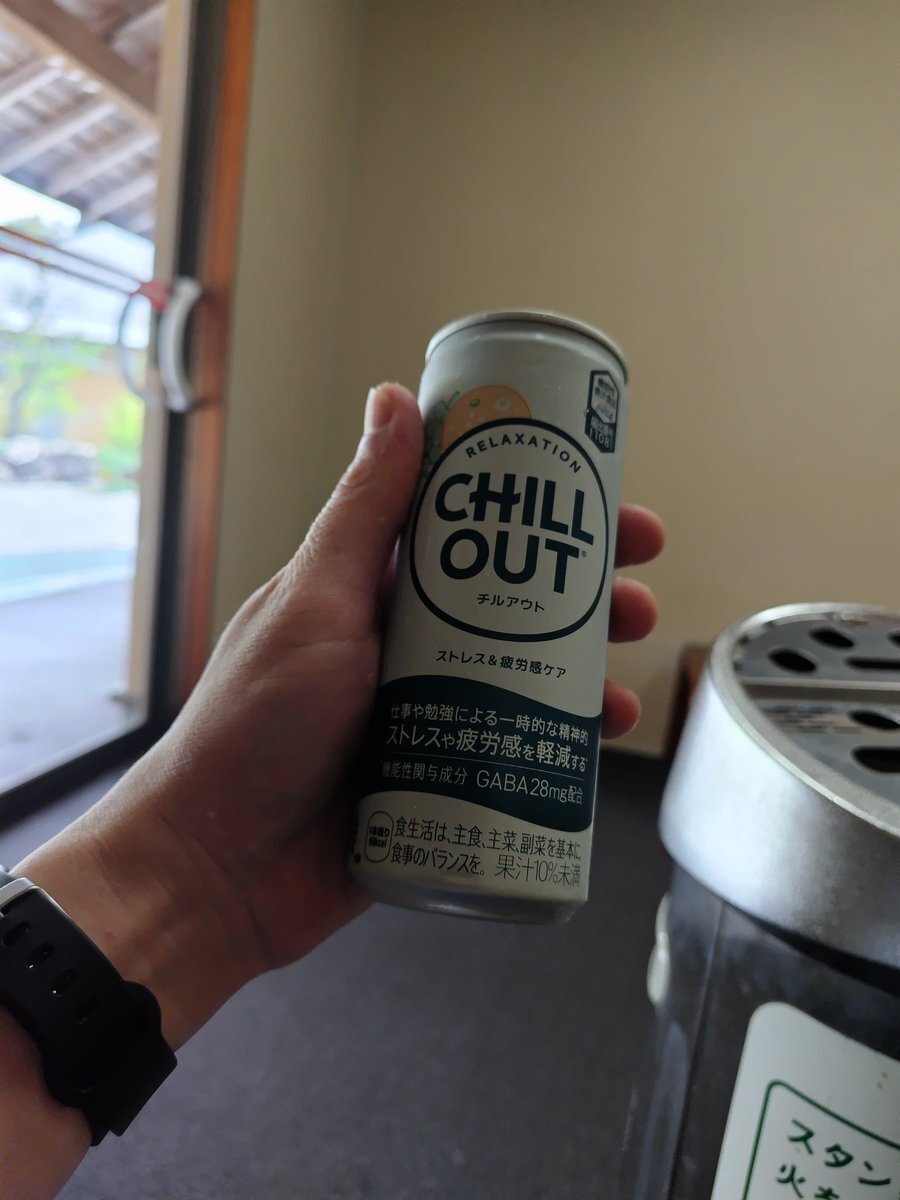 RELAXATION
CHILL
OUT®
チルアウト
ストレス&疲労感ケア
仕事や勉強による一時的な精神的
ストレスや疲労感を軽減する
機能性関与成分 GABA28mg配合
食生活は、主食、主菜、副菜を基本に、
食事のバランスを。果汁10%未満
スタン
火を